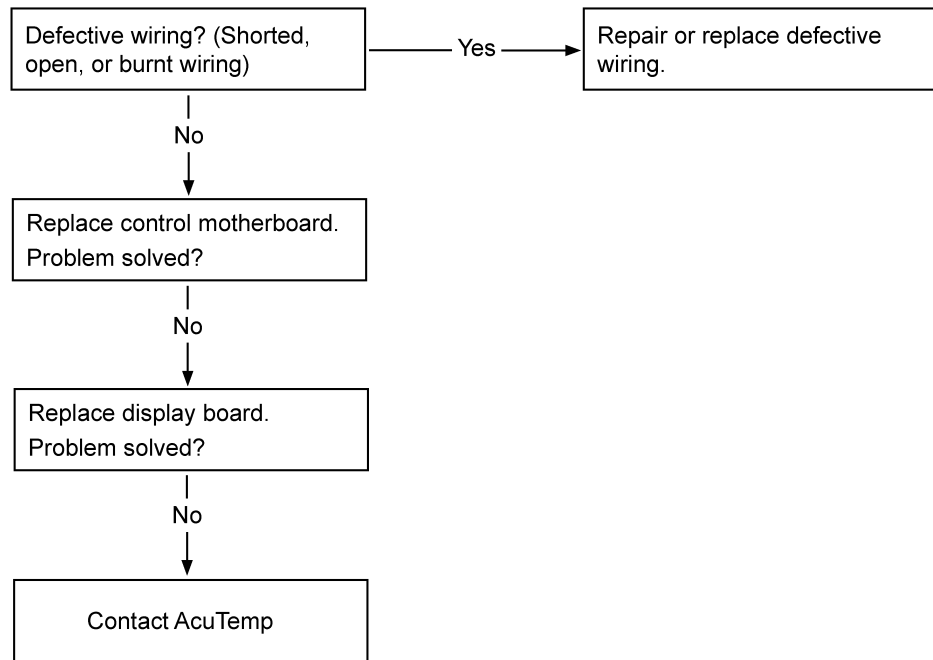 Defective wiring? (Shorted,
open, or burnt wiring)
Yes
Repair or replace defective
wiring.
No
Replace control motherboard.
Problem solved?
No
Replace display board.
Problem solved?
No
Contact AcuTemp